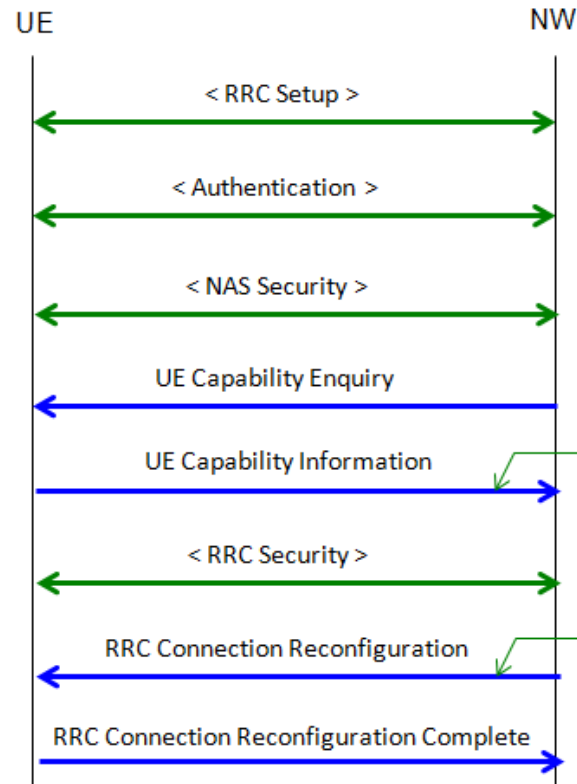 UE
NW
< RRC Setup >
< Authentication >
< NAS Security >
UE Capability Enquiry
UE Capability Information
< RRC Security >
RRC Connection Reconfiguration
RRC Connection Reconfiguration Complete